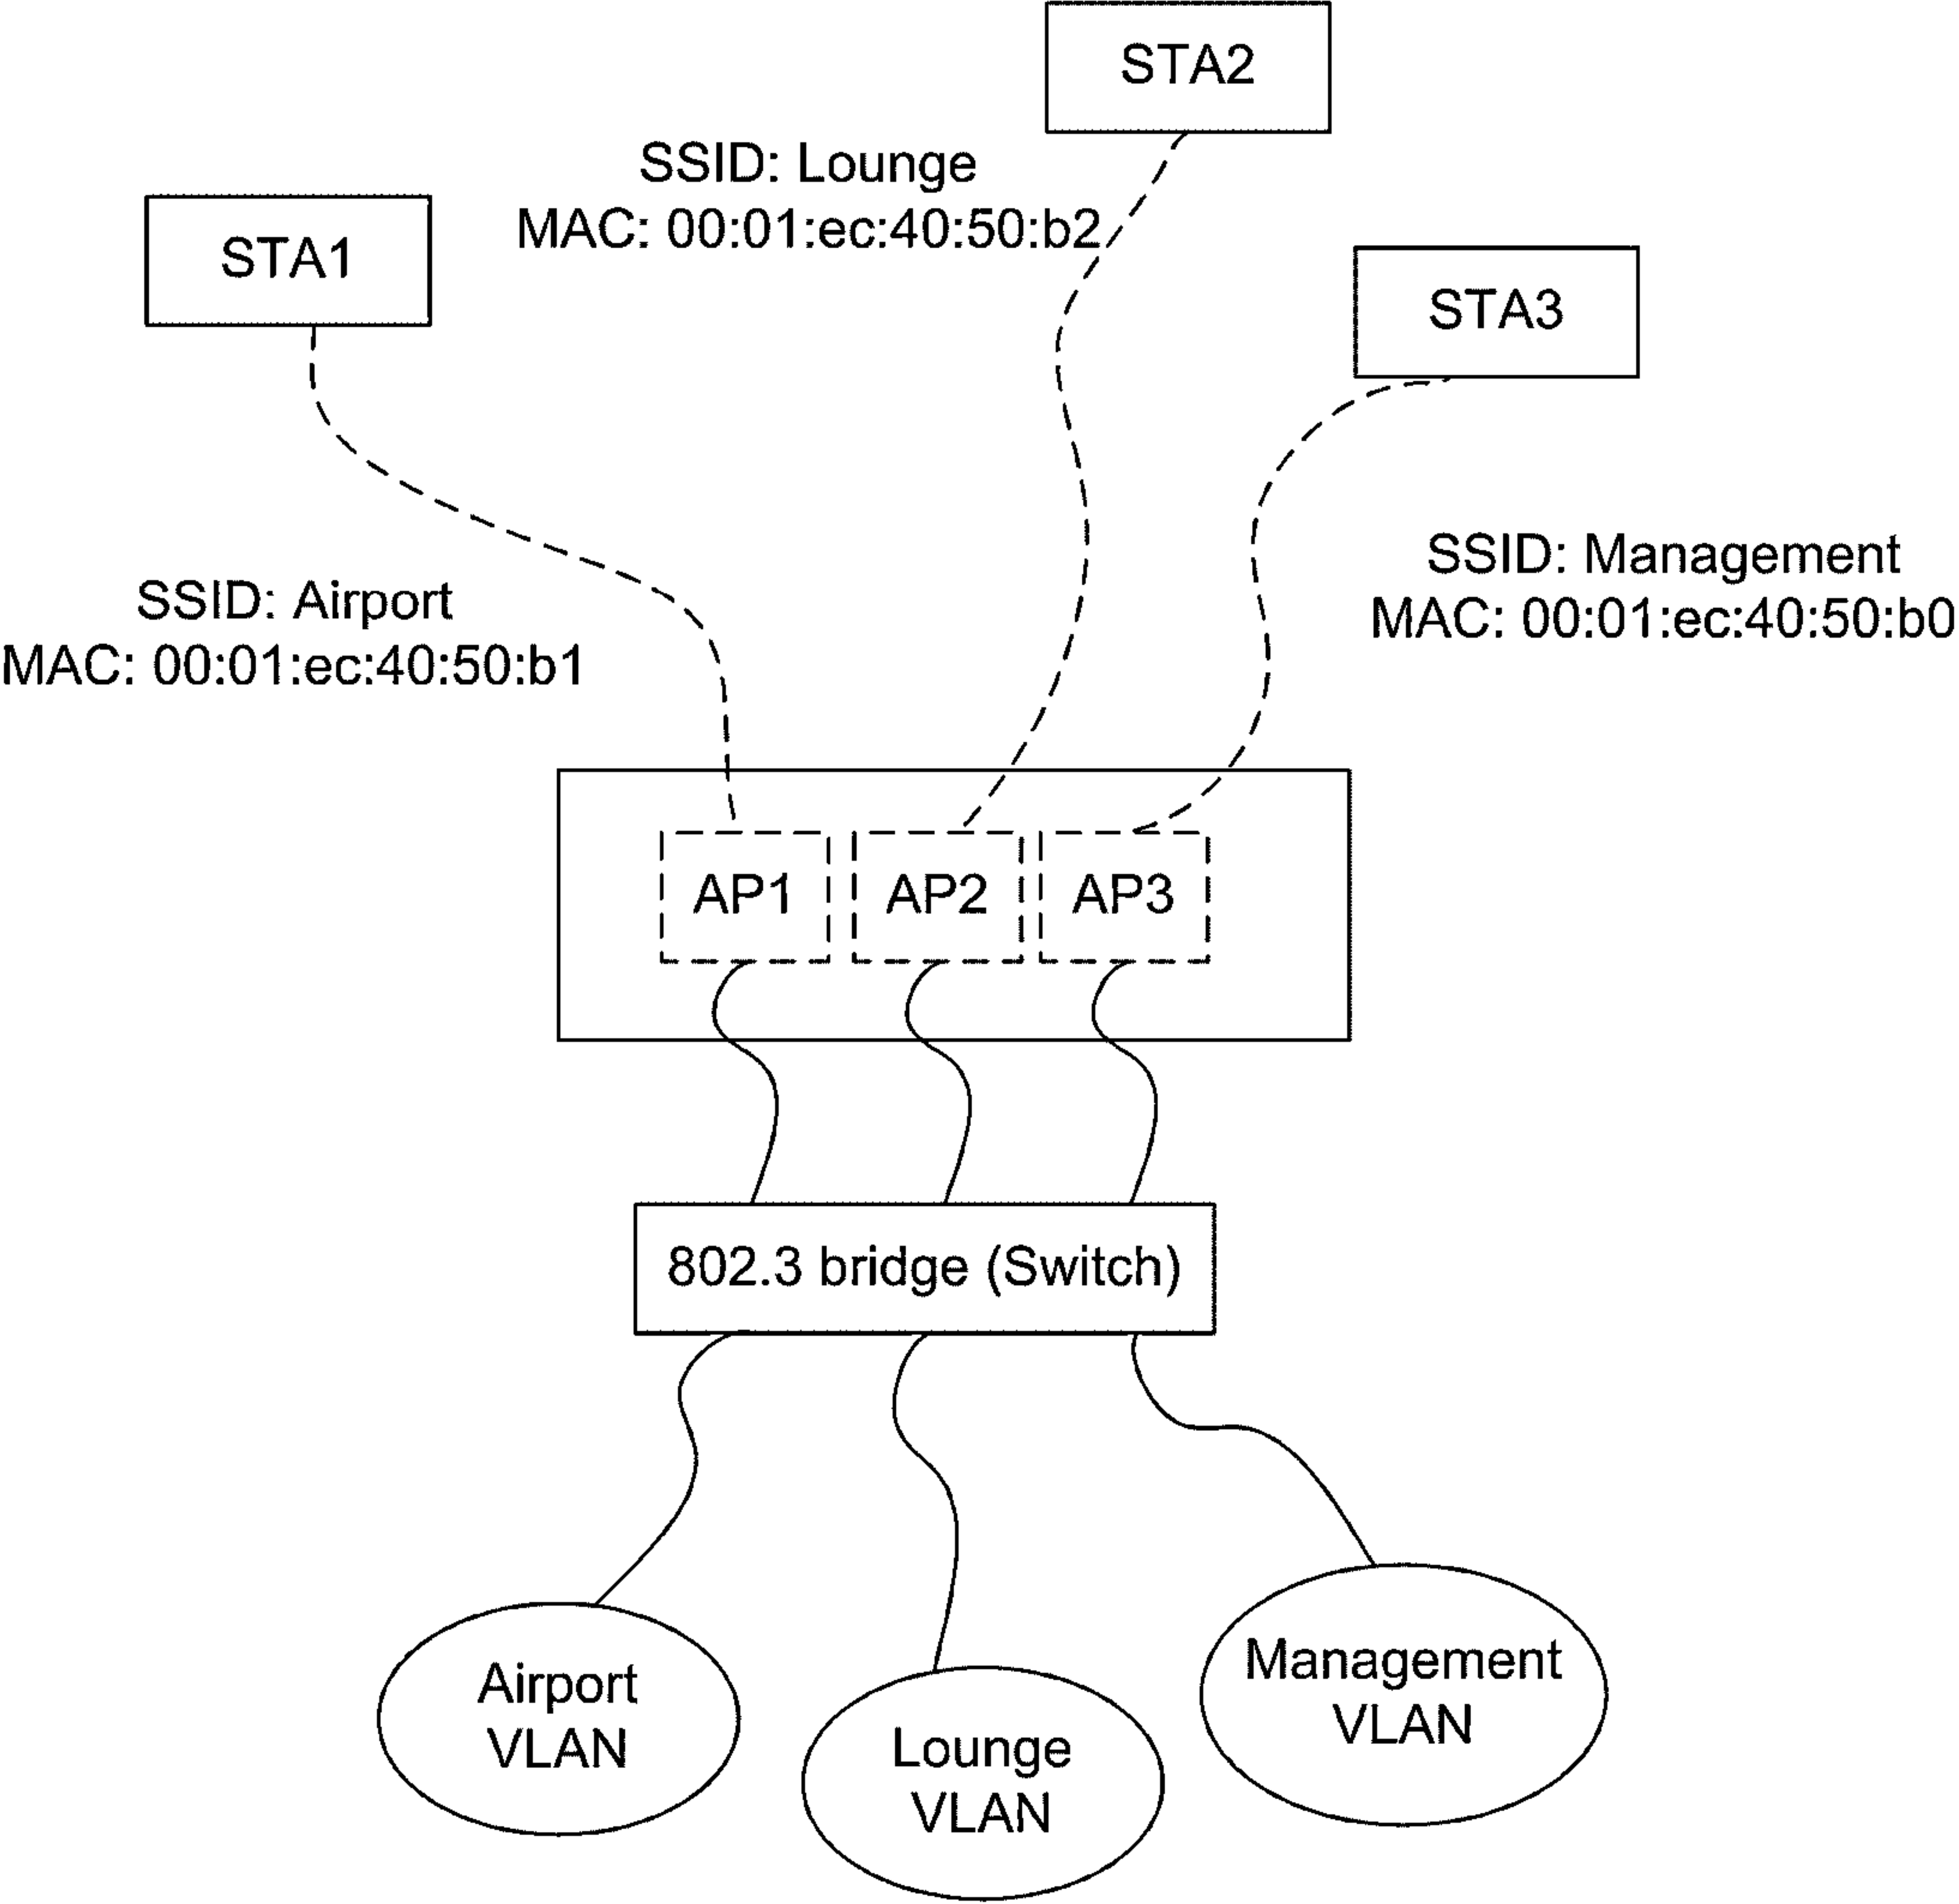 STA2
SSID: Lounge
MAC: 00:01:ec:40:50:b2
STA1
STA3
SSID: Management
MAC: 00:01:ec:40:50:b0
SSID: Airport
MAC: 00:01:ec:40:50:b1
AP1
AP2
AP3
802.3 bridge (Switch)
Airport
VLAN
Lounge
VLAN
Management
VLAN